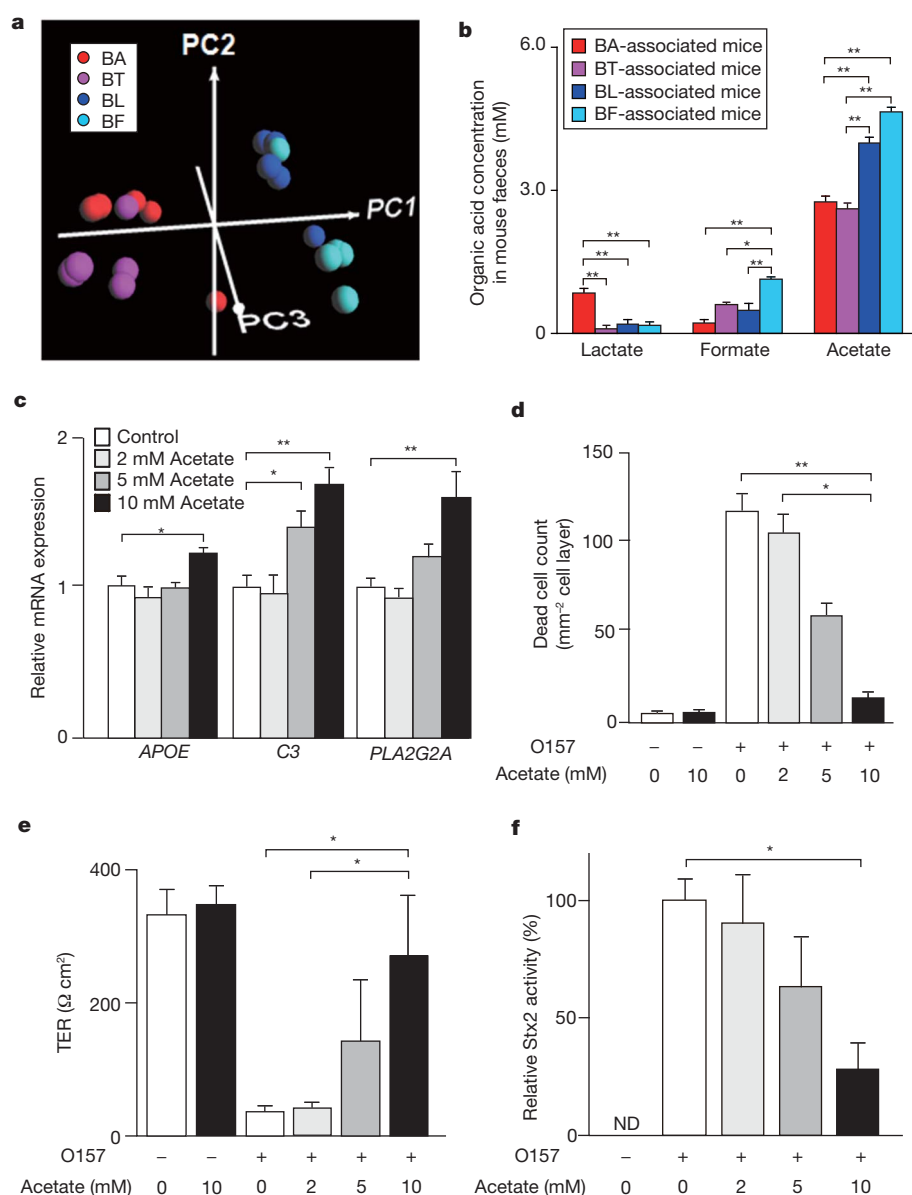 a
PC2
BA
BT
BL
BF
PC1
PC3
b
6.0
3.0
0
Organic acid concentration
in mouse faeces (mM)
BA-associated mice
BT-associated mice
BL-associated mice
BF-associated mice
**
**
**
**
*
**
**
**
**
**
Lactate
Formate
Acetate
c
2
1
0
Relative mRNA expression
Control
2 mM Acetate
5 mM Acetate
10 mM Acetate
*
**
*
**
APOE
C3
PLA2G2A
d
150
100
50
0
Dead cell count
(mm⁻² cell layer)
**
*
O157 – – + + + +
Acetate (mM) 0 10 0 2 5 10
e
400
200
0
TER (Ω cm²)
*
*
O157 – – + + + +
Acetate (mM) 0 10 0 2 5 10
f
100
50
0
Relative Stx2 activity (%)
*
ND
O157 – + + + +
Acetate (mM) 0 0 2 5 10